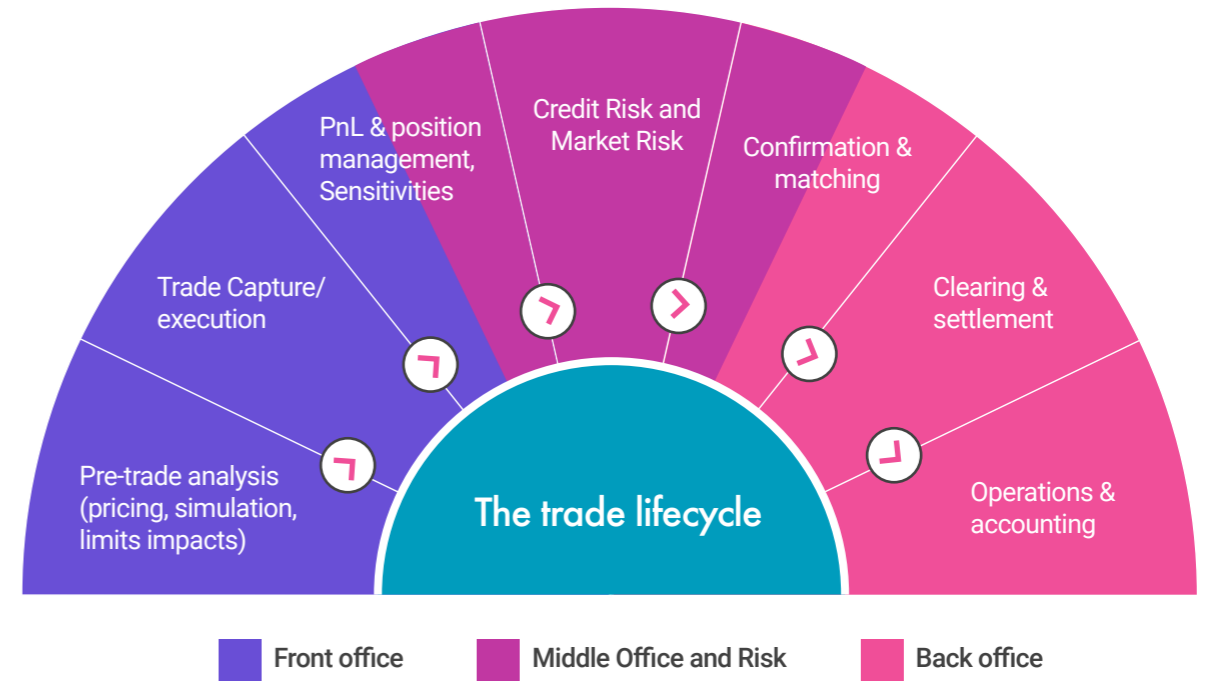 Pre-trade analysis
(pricing, simulation,
limits impacts)
Trade Capture/
execution
PnL & position
management,
Sensitivities
Credit Risk and
Market Risk
Confirmation &
matching
Clearing &
settlement
Operations &
accounting
The trade lifecycle
Front office
Middle Office and Risk
Back office